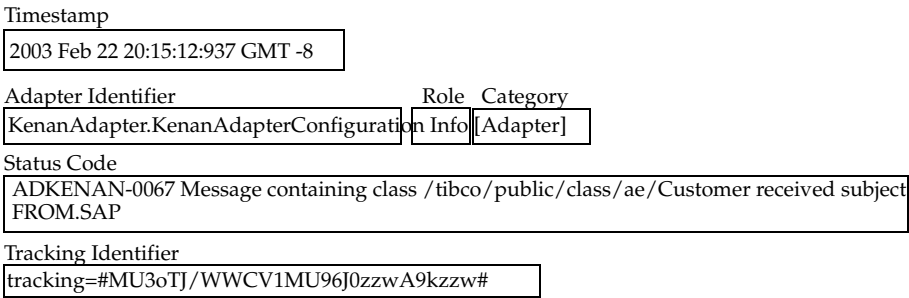 Timestamp
2003 Feb 22 20:15:12:937 GMT -8
Adapter Identifier Role Category
KenanAdapter.KenanAdapterConfiguration Info [Adapter]
Status Code
ADKENAN-0067 Message containing class /tibco/public/class/ae/Customer received subject
FROM.SAP
Tracking Identifier
tracking=#MU3oTJ/WWCV1MU96J0zzwA9kzzw#